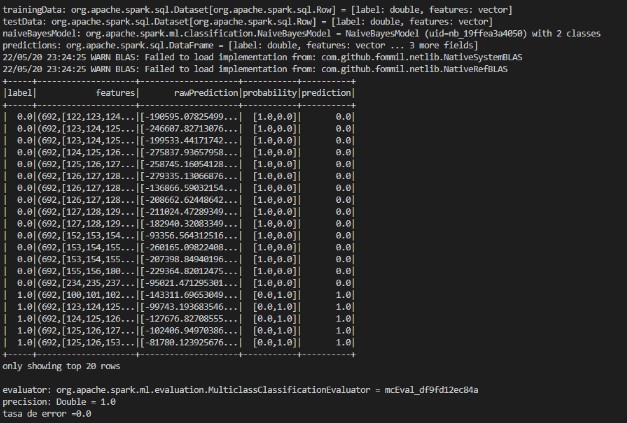 trainingData: org.apache.spark.sql.Dataset[org.apache.spark.sql.Row] = [label: double, features: vector]
testData: org.apache.spark.sql.Dataset[org.apache.spark.sql.Row] = [label: double, features: vector]
naiveBayesModel: org.apache.spark.ml.classification.NaiveBayesModel = NaiveBayesModel (uid=nb_19ffea3a4050) with 2 classes
predictions: org.apache.spark.sql.DataFrame = [label: double, features: vector ... 3 more fields]
22/05/20 23:24:25 WARN BLAS: Failed to load implementation from: com.github.fommil.netlib.NativeSystemBLAS
22/05/20 23:24:25 WARN BLAS: Failed to load implementation from: com.github.fommil.netlib.NativeRefBLAS
+-----+--------------------+--------------------+-----------+----------+
|label|            features|       rawPrediction|probability|prediction|
+-----+--------------------+--------------------+-----------+----------+
|  0.0|(692,[122,123,124...|[-190595.07825499...|  [1.0,0.0]|       0.0|
|  0.0|(692,[123,124,125...|[-246607.82713076...|  [1.0,0.0]|       0.0|
|  0.0|(692,[123,124,125...|[-199533.44171742...|  [1.0,0.0]|       0.0|
|  0.0|(692,[124,125,126...|[-275837.93657958...|  [1.0,0.0]|       0.0|
|  0.0|(692,[125,126,127...|[-258745.16054128...|  [1.0,0.0]|       0.0|
|  0.0|(692,[126,127,128...|[-279335.13066876...|  [1.0,0.0]|       0.0|
|  0.0|(692,[126,127,128...|[-136866.59032154...|  [1.0,0.0]|       0.0|
|  0.0|(692,[126,127,128...|[-208662.62448642...|  [1.0,0.0]|       0.0|
|  0.0|(692,[127,128,129...|[-211024.47289349...|  [1.0,0.0]|       0.0|
|  0.0|(692,[127,128,129...|[-182940.32083349...|  [1.0,0.0]|       0.0|
|  0.0|(692,[152,153,154...|[-93356.564312516...|  [1.0,0.0]|       0.0|
|  0.0|(692,[153,154,155...|[-260165.09822408...|  [1.0,0.0]|       0.0|
|  0.0|(692,[153,154,155...|[-207398.84940196...|  [1.0,0.0]|       0.0|
|  0.0|(692,[155,156,180...|[-229364.82012475...|  [1.0,0.0]|       0.0|
|  0.0|(692,[234,235,237...|[-95021.471295301...|  [1.0,0.0]|       0.0|
|  1.0|(692,[100,101,102...|[-143311.69653049...|  [0.0,1.0]|       1.0|
|  1.0|(692,[123,124,125...|[-99743.193683546...|  [0.0,1.0]|       1.0|
|  1.0|(692,[124,125,126...|[-127676.82708555...|  [0.0,1.0]|       1.0|
|  1.0|(692,[125,126,127...|[-102406.94970386...|  [0.0,1.0]|       1.0|
|  1.0|(692,[125,126,153...|[-81780.123925676...|  [0.0,1.0]|       1.0|
+-----+--------------------+--------------------+-----------+----------+
only showing top 20 rows
evaluator: org.apache.spark.ml.evaluation.MulticlassClassificationEvaluator = mcEval_df9fd12ec84a
precision: Double = 1.0
tasa de error =0.0